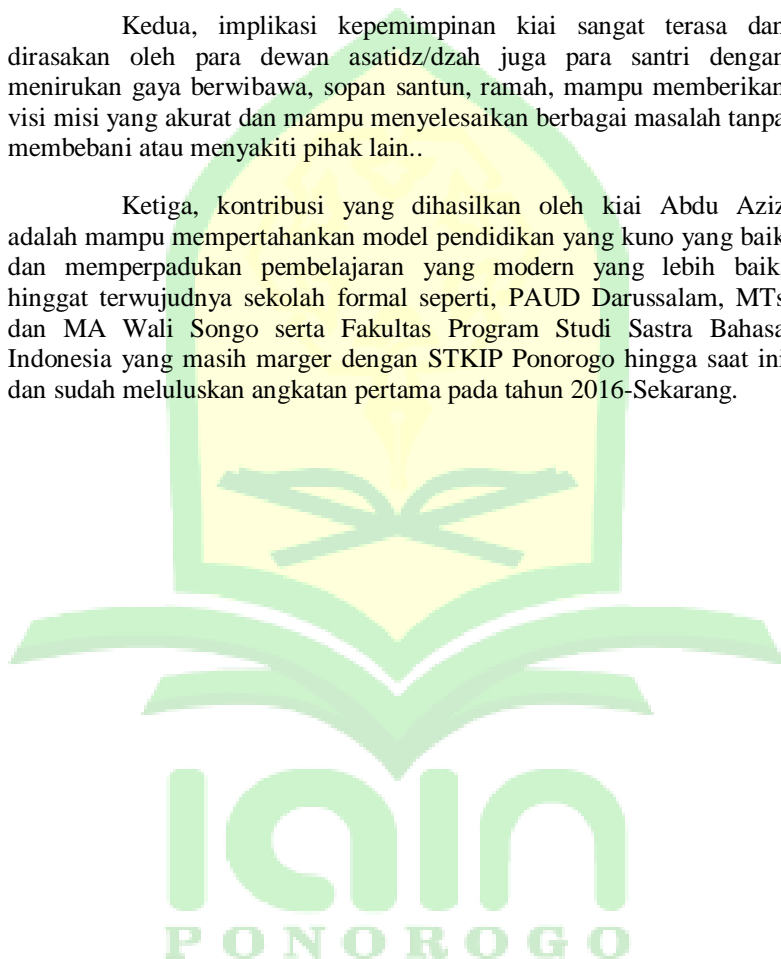 Kedua, implikasi kepemimpinan kiai sangat terasa dan
dirasakan oleh para dewan asatidz/dzah juga para santri dengan
menirukan gaya berwibawa, sopan santun, ramah, mampu memberikan
visi misi yang akurat dan mampu menyelesaikan berbagai masalah tanpa
membebani atau menyakiti pihak lain..
Ketiga, kontribusi yang dihasilkan oleh kiai Abdu Aziz
adalah mampu mempertahankan model pendidikan yang kuno yang baik
dan memperpadukan pembelajaran yang modern yang lebih baik
hinggat terwujudnya sekolah formal seperti, PAUD Darussalam, MTs
dan MA Wali Songo serta Fakultas Program Studi Sastra Bahasa
Indonesia yang masih marger dengan STKIP Ponorogo hingga saat ini
dan sudah meluluskan angkatan pertama pada tahun 2016-Sekarang.
iain
PONOROGO